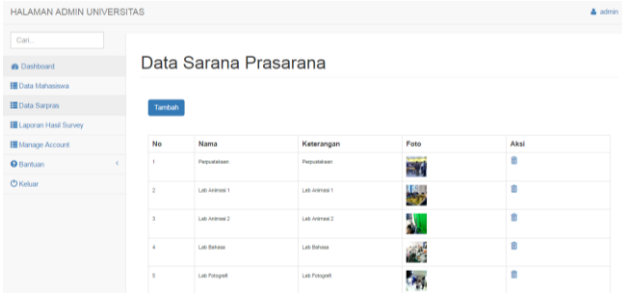 HALAMAN ADMIN UNIVERSITAS
admin
Cari...
Dashboard
Data Mahasiswa
Data Sarpras
Laporan Hasil Survey
Manage Account
Bantuan
Keluar
Data Sarana Prasarana
Tambah
No Nama Keterangan Foto Aksi
1 Perpustakaan Perpustakaan
2 Lab Animasi 1 Lab Animasi 1
3 Lab Animasi 2 Lab Animasi 2
4 Lab Bahasa Lab Bahasa
5 Lab Fotografi Lab Fotografi